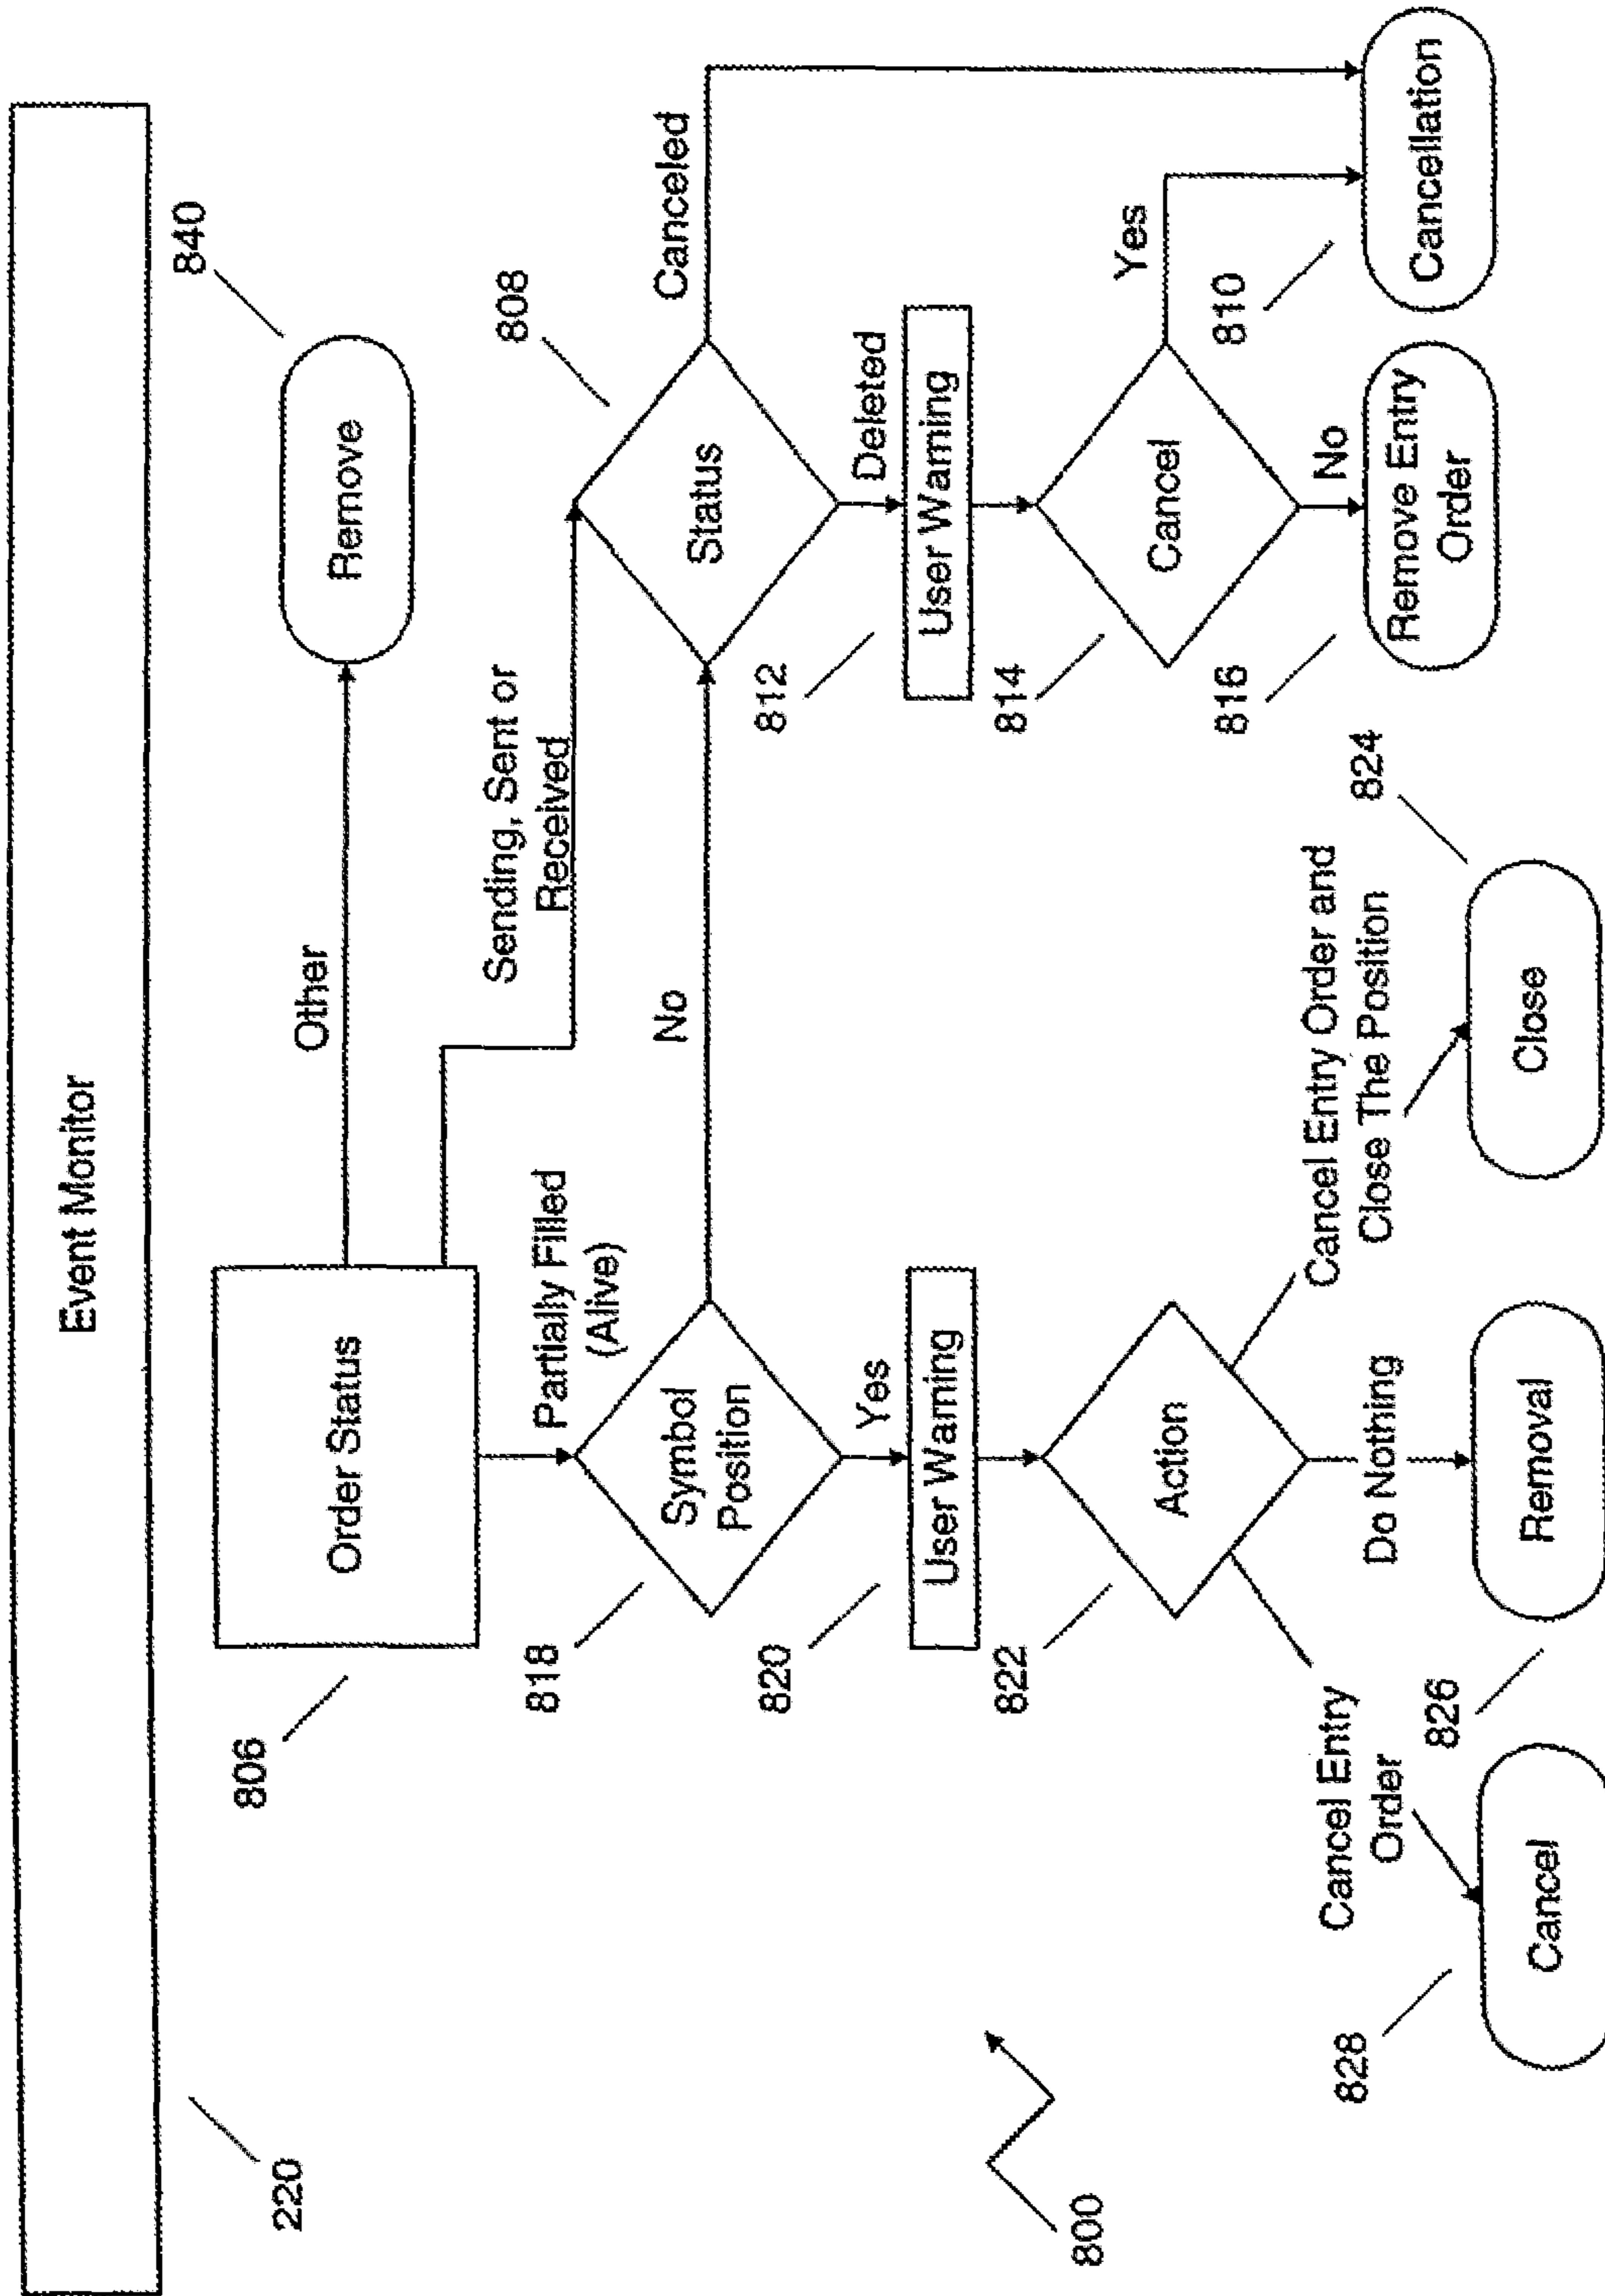 Event Monitor
220
Order Status
806
Other
Remove
840
Sending, Sent or
Received
Partially Filled
(Alive)
Symbol
Position
818
No
Status
808
Canceled
Yes
Deleted
User Warning
820
User Warning
812
Action
822
Cancel
814
Yes
810
No
Cancel Entry
Order
Do Nothing
Cancel Entry Order and
Close The Position
816
Remove Entry
Order
Cancellation
828
Cancel
826
Removal
824
Close
800